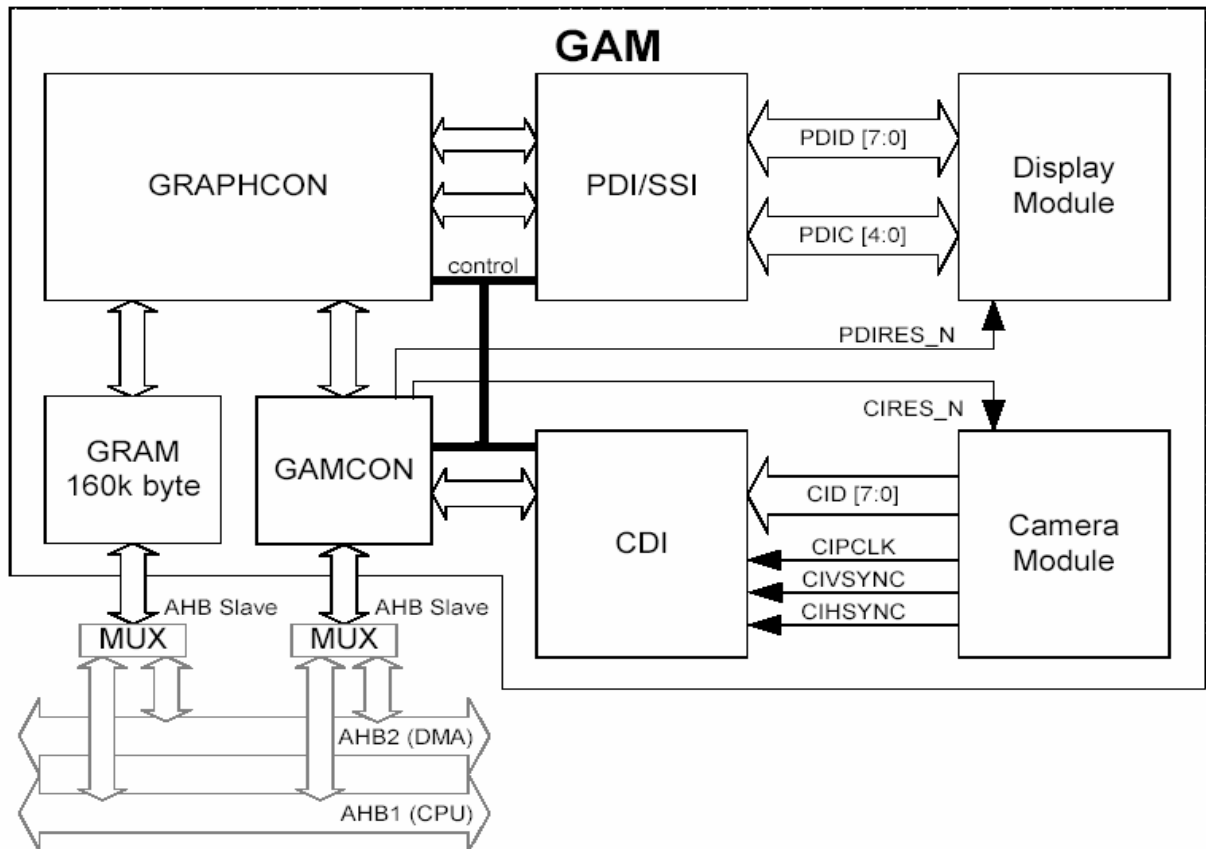 GAM
GRAPHCON
PDI/SSI
PDID [7:0]
PDIC [4:0]
Display
Module
control
PDIRES_N
CIRES_N
GRAM
160k byte
GAMCON
CDI
CID [7:0]
CIPCLK
CIVSYNC
CIHSYNC
Camera
Module
AHB Slave
AHB Slave
MUX
MUX
AHB2 (DMA)
AHB1 (CPU)